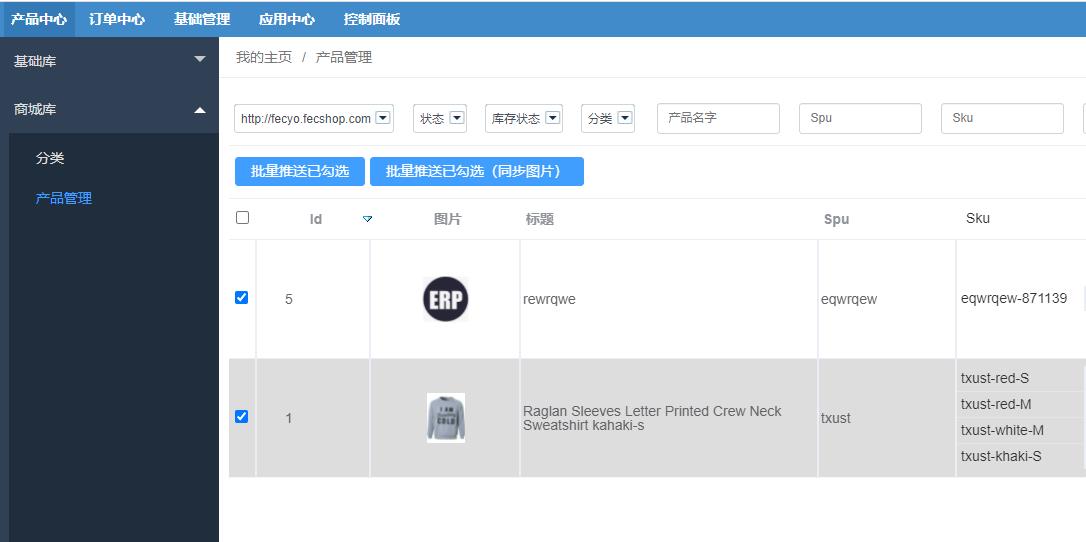 产品中心 订单中心 基础管理 应用中心 控制面板
基础库
商城库
分类
产品管理
我的主页 / 产品管理
http://fecyo.fecshop.com 状态 库存状态 分类 产品名字 Spu Sku
批量推送已勾选 批量推送已勾选（同步图片）
Id 图片 标题 Spu Sku
5 ERP rewrqwe eqwrqew eqwrqew-871139
1 I AM COLD Raglan Sleeves Letter Printed Crew Neck
Sweatshirt kahaki-s txust
txust-red-S
txust-red-M
txust-white-M
txust-khaki-S